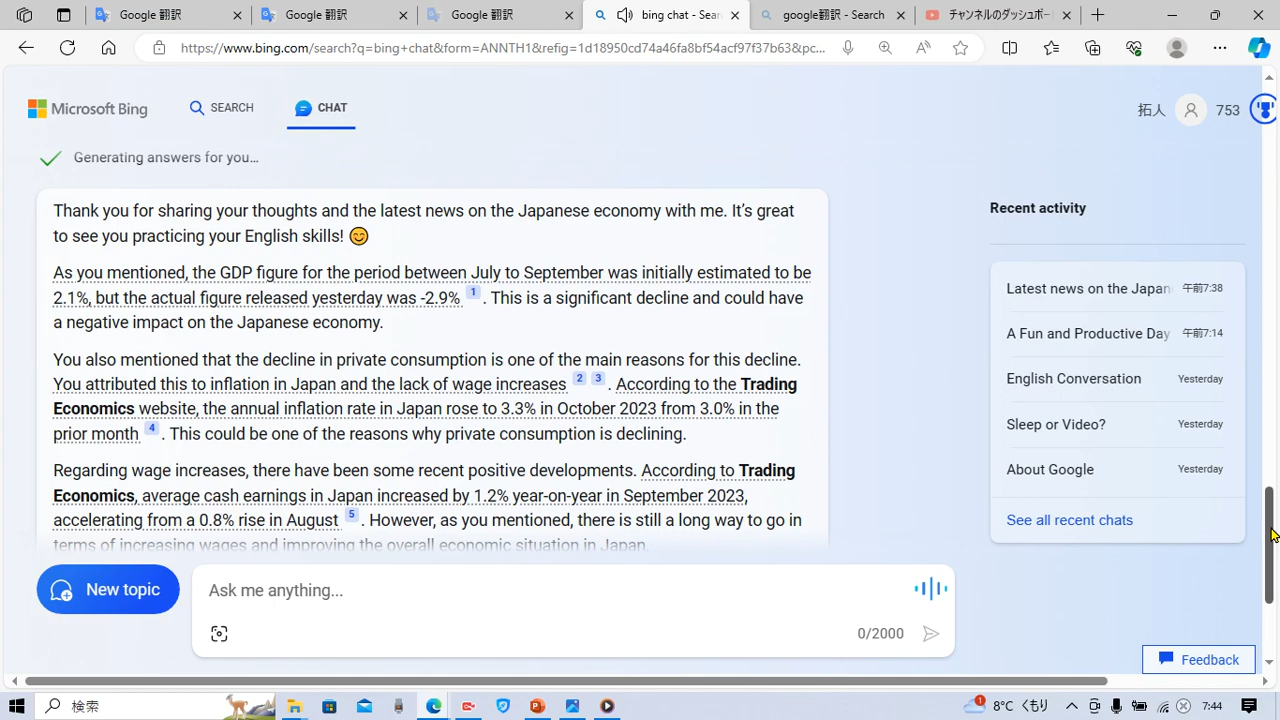 Google 翻訳
Google 翻訳
Google 翻訳
bing chat - Sear
google翻訳 - Search
チャンネルのダッシュボー
https://www.bing.com/search?q=bing+chat&form=ANNTH1&refig=1d18950cd74a46fa8bf54acf97f37b63&pc...
Microsoft Bing
SEARCH
CHAT
拓人
753
Generating answers for you...
Thank you for sharing your thoughts and the latest news on the Japanese economy with me. It's great
to see you practicing your English skills! 😊
As you mentioned, the GDP figure for the period between July to September was initially estimated to be
2.1%, but the actual figure released yesterday was -2.9% 1 . This is a significant decline and could have
a negative impact on the Japanese economy.
You also mentioned that the decline in private consumption is one of the main reasons for this decline.
You attributed this to inflation in Japan and the lack of wage increases 2 3 . According to the Trading
Economics website, the annual inflation rate in Japan rose to 3.3% in October 2023 from 3.0% in the
prior month 4 . This could be one of the reasons why private consumption is declining.
Regarding wage increases, there have been some recent positive developments. According to Trading
Economics, average cash earnings in Japan increased by 1.2% year-on-year in September 2023,
accelerating from a 0.8% rise in August 5 . However, as you mentioned, there is still a long way to go in
terms of increasing wages and improving the overall economic situation in Japan.
Recent activity
Latest news on the Japan 午前7:38
A Fun and Productive Day 午前7:14
English Conversation Yesterday
Sleep or Video? Yesterday
About Google Yesterday
See all recent chats
New topic
Ask me anything...
0/2000
Feedback
検索
1
8°C くもり
7:44